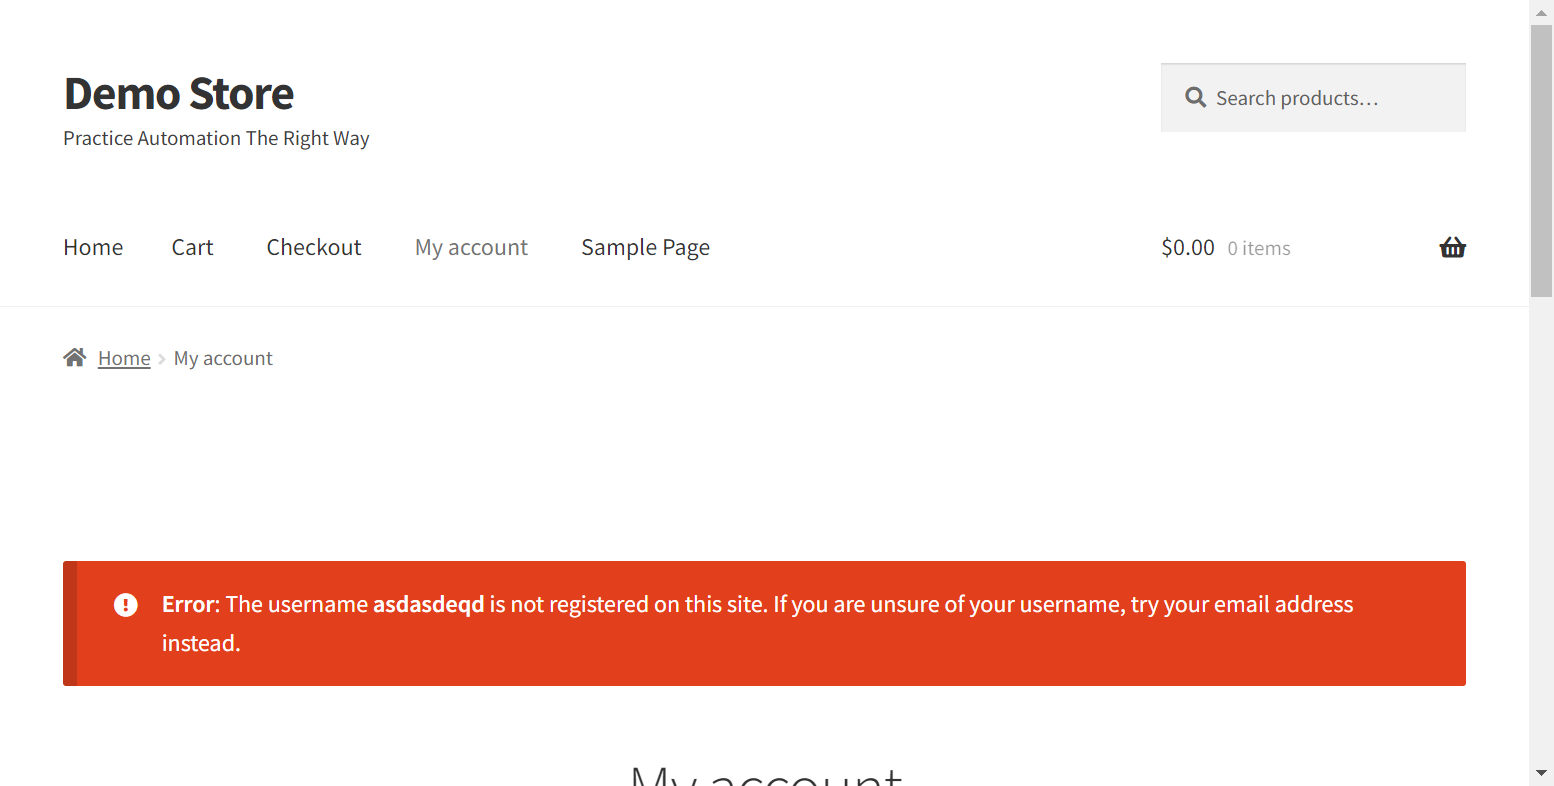 Demo Store
Practice Automation The Right Way
Search products…
Home Cart Checkout My account Sample Page $0.00 0 items
Home My account
Error: The username asdasdeqd is not registered on this site. If you are unsure of your username, try your email address
instead.
My account